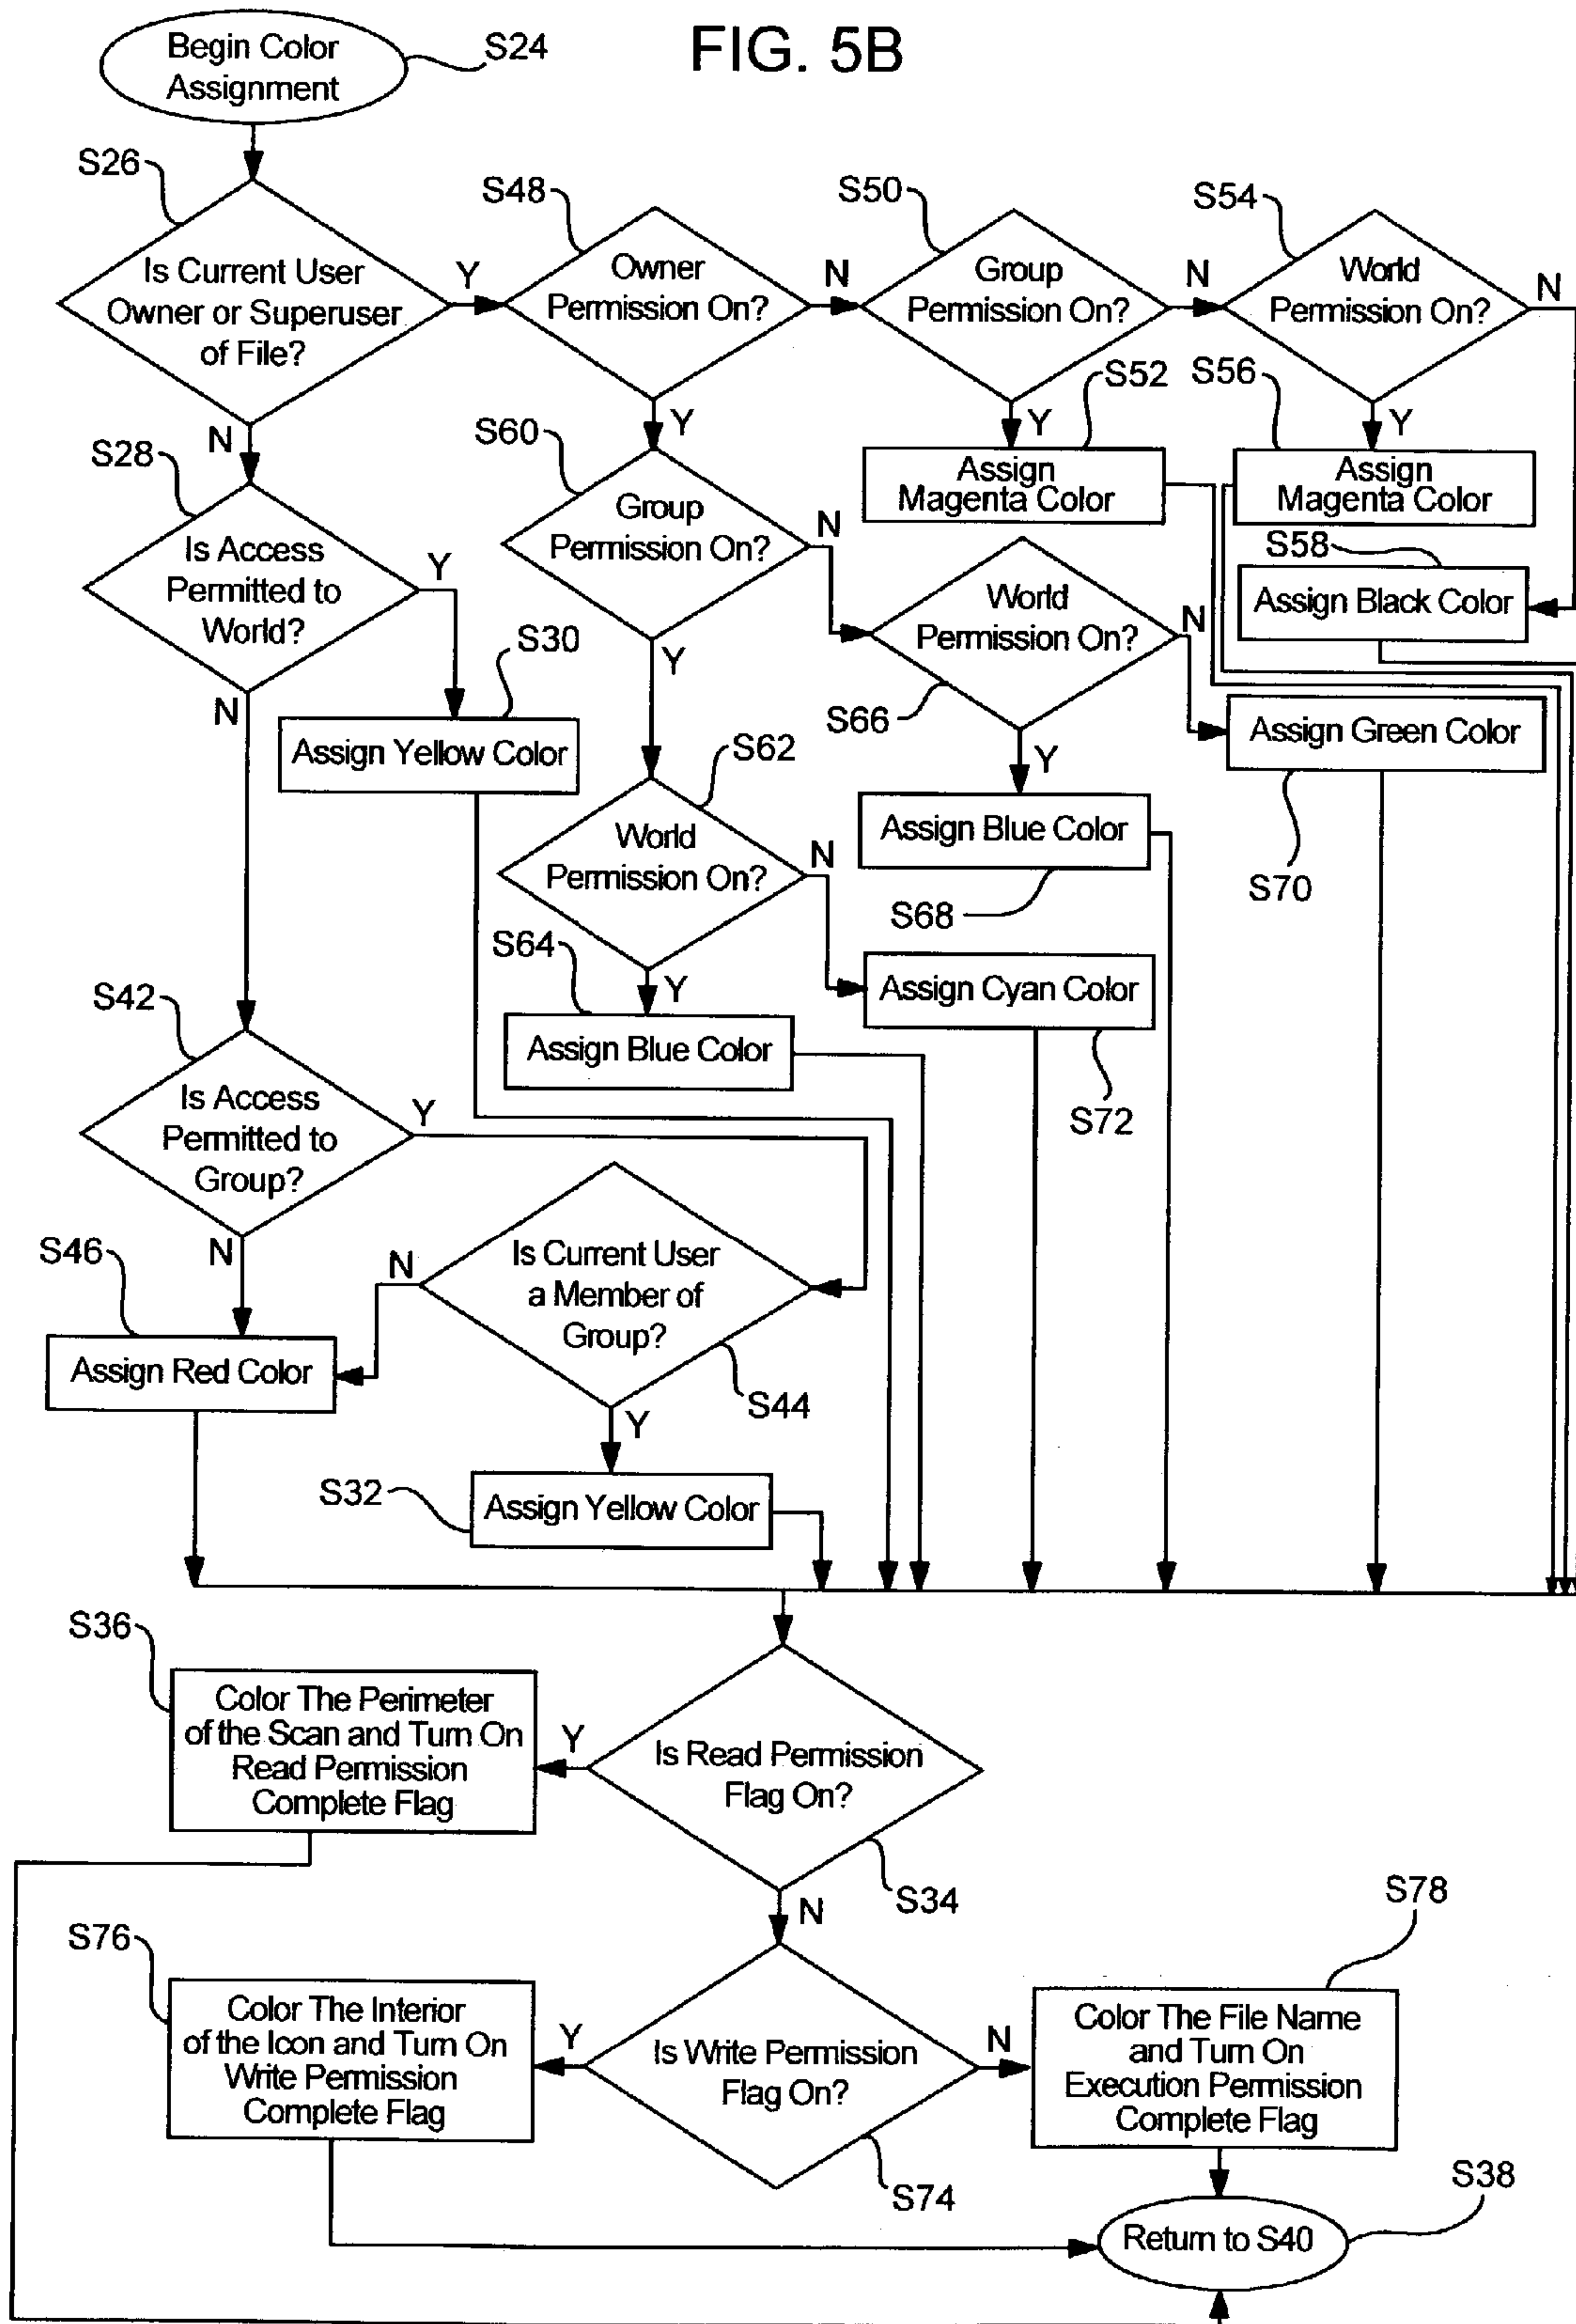 FIG. 5B
Begin Color
Assignment
S24
S26
Is Current User
Owner or Superuser
of File?
Y
N
S48
Owner
Permission On?
N
Y
S50
Group
Permission On?
N
Y
S54
World
Permission On?
N
Y
S52
Assign
Magenta Color
S56
Assign
Magenta Color
S58
Assign Black Color
S28
Is Access
Permitted to
World?
Y
N
S30
Assign Yellow Color
S60
Group
Permission On?
N
Y
World
Permission On?
N
S66
Y
Assign Green Color
S70
S62
World
Permission On?
N
Y
Assign Blue Color
S68
S64
Assign Blue Color
Assign Cyan Color
S72
S42
Is Access
Permitted to
Group?
Y
N
S46
Assign Red Color
N
Is Current User
a Member of
Group?
S44
Y
S32
Assign Yellow Color
S36
Color The Perimeter
of the Scan and Turn On
Read Permission
Complete Flag
Y
Is Read Permission
Flag On?
S34
N
S76
Color The Interior
of the Icon and Turn On
Write Permission
Complete Flag
Y
Is Write Permission
Flag On?
N
S74
S78
Color The File Name
and Turn On
Execution Permission
Complete Flag
S38
Return to S40